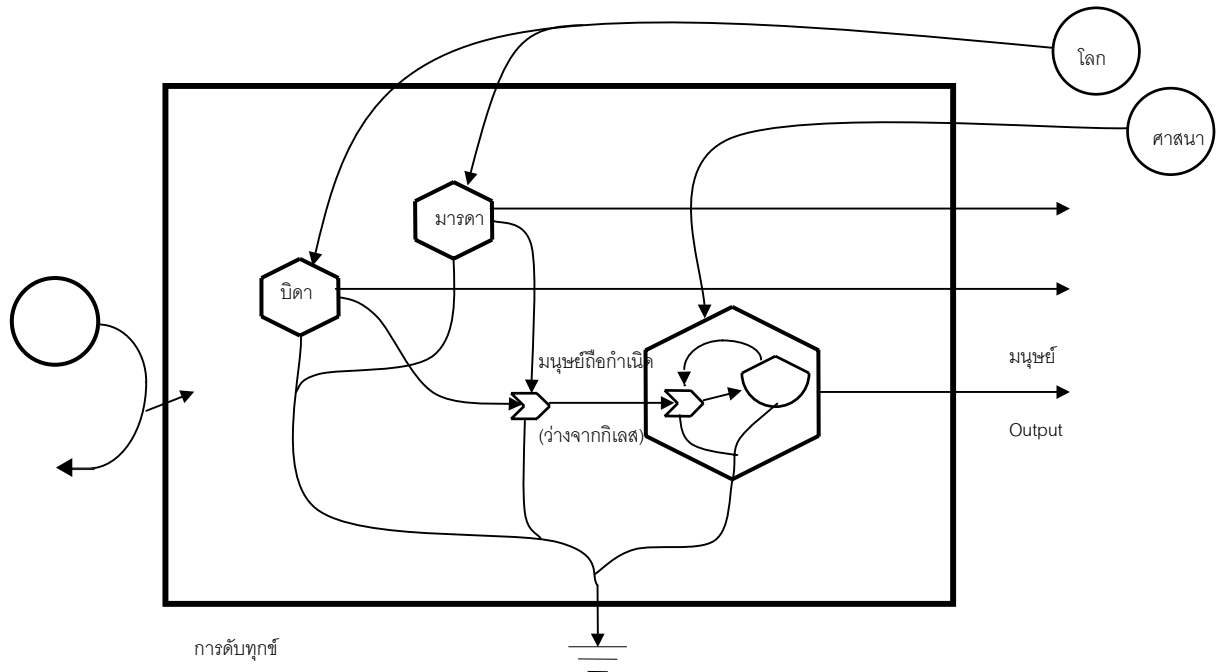 โลก
ศาสนา
มารดา
บิดา
มนุษย์ถือกำเนิด
มนุษย์
(ว่างจากกิเลส)
Output
การดับทุกข์